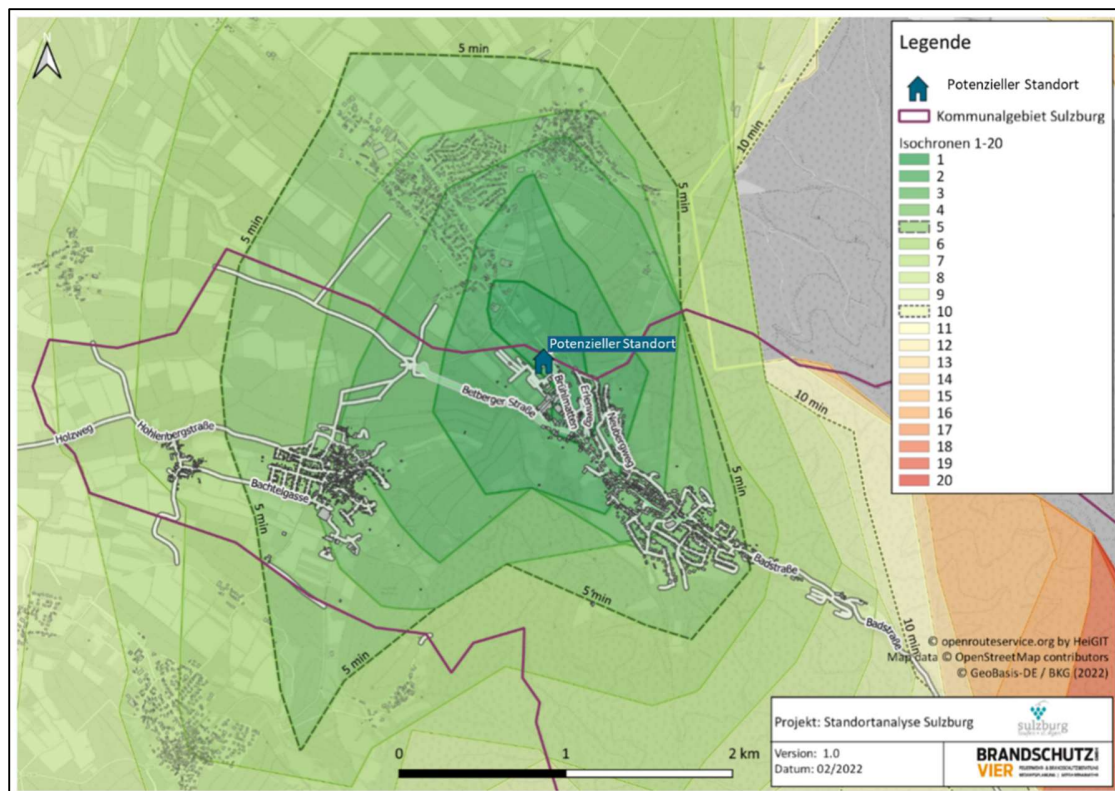 N
5 min
10 min
5 min
5 min
Potenzieller Standort
Betberger Straße
Brühlmatten
Erlenweg
Neubergweg
Holzweg
Hohlenbergstraße
Bachtelgasse
5 min
5 min
5 min
5 min
10 min
Badstraße
Badstraße
10 min
Legende
Potenzieller Standort
Kommunalgebiet Sulzburg
Isochronen 1-20
1
2
3
4
5
6
7
8
9
10
11
12
13
14
15
16
17
18
19
20
© openrouteservice.org by HeiGIT
Map data © OpenStreetMap contributors
© GeoBasis-DE / BKG (2022)
0 1 2 km
Projekt: Standortanalyse Sulzburg
sulzburg
Version: 1.0
Datum: 02/2022
BRANDSCHUTZ
VIER